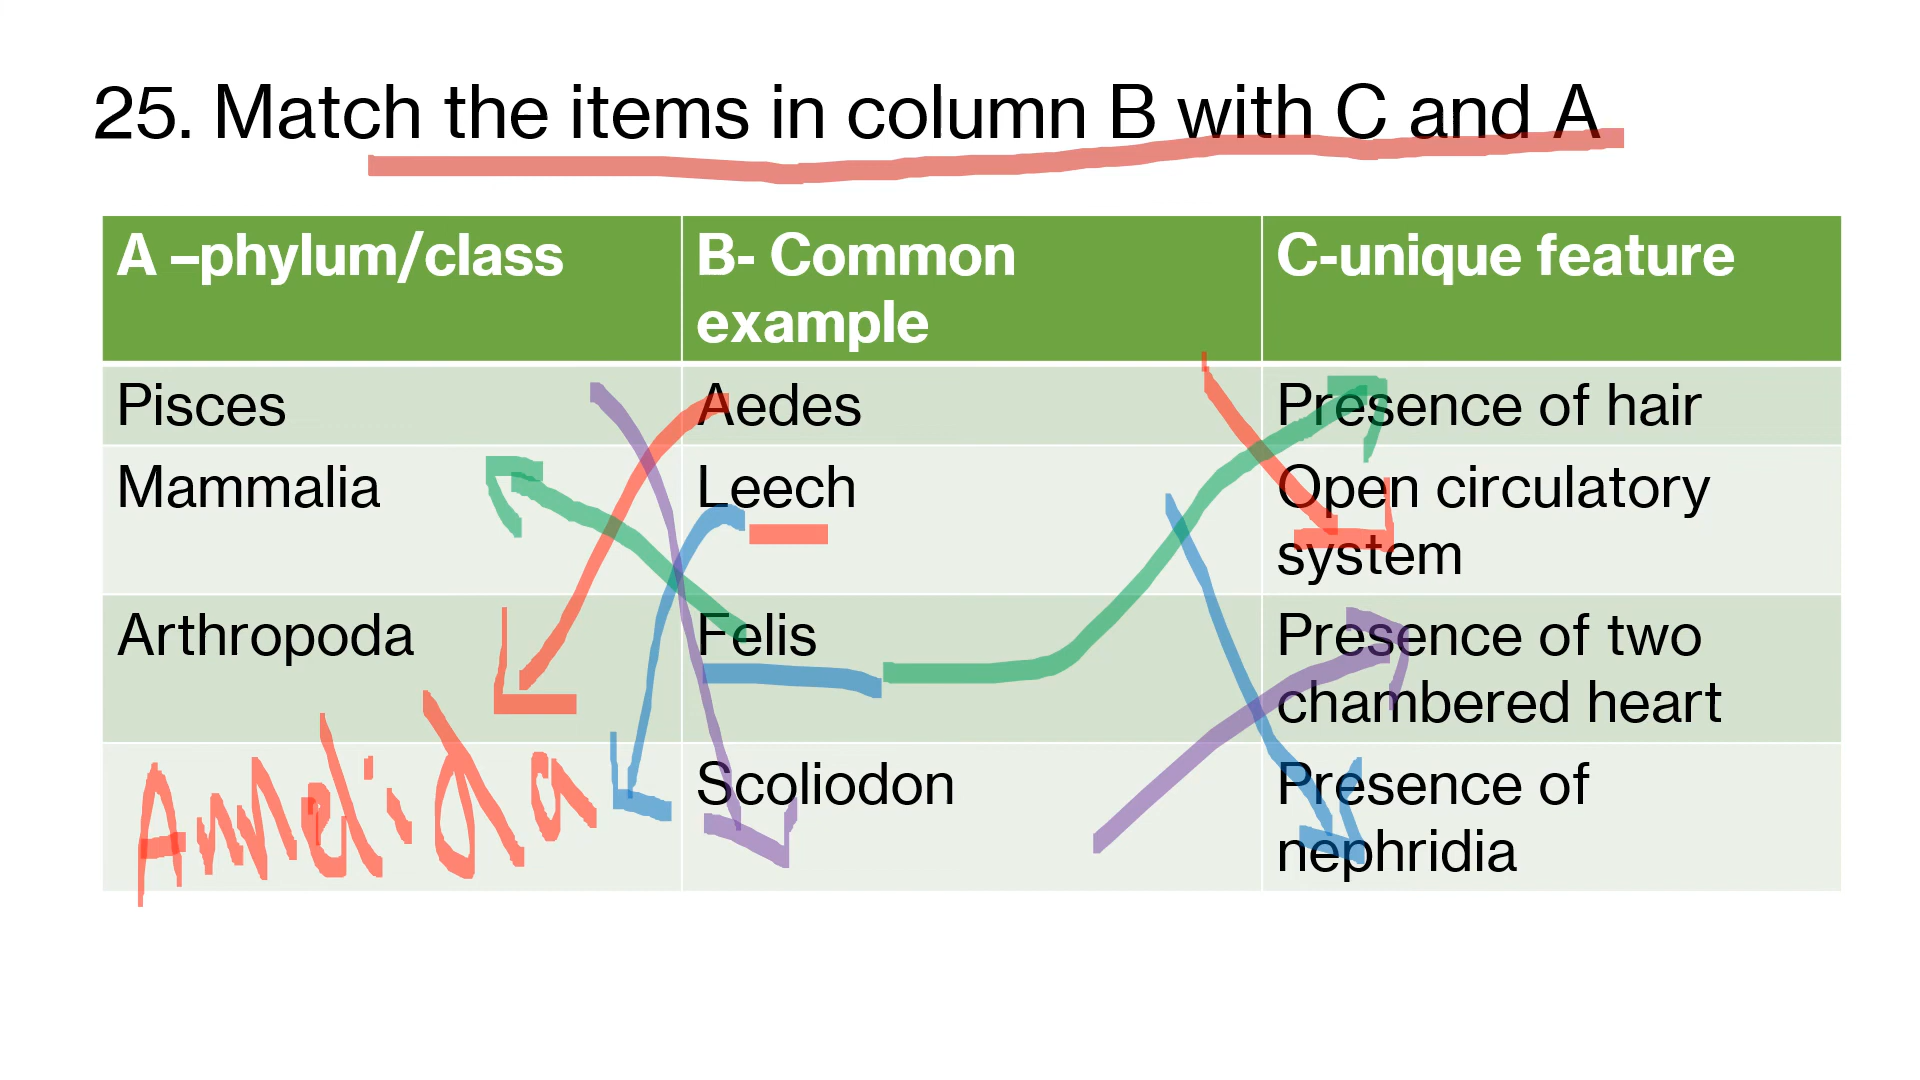 25. Match the items in column B with C and A
A –phylum/class
B- Common
example
C-unique feature
Pisces
Aedes
Presence of hair
Mammalia
Leech
Open circulatory
system
Arthropoda
Felis
Presence of two
chambered heart
Annelida
Scoliodon
Presence of
nephridia